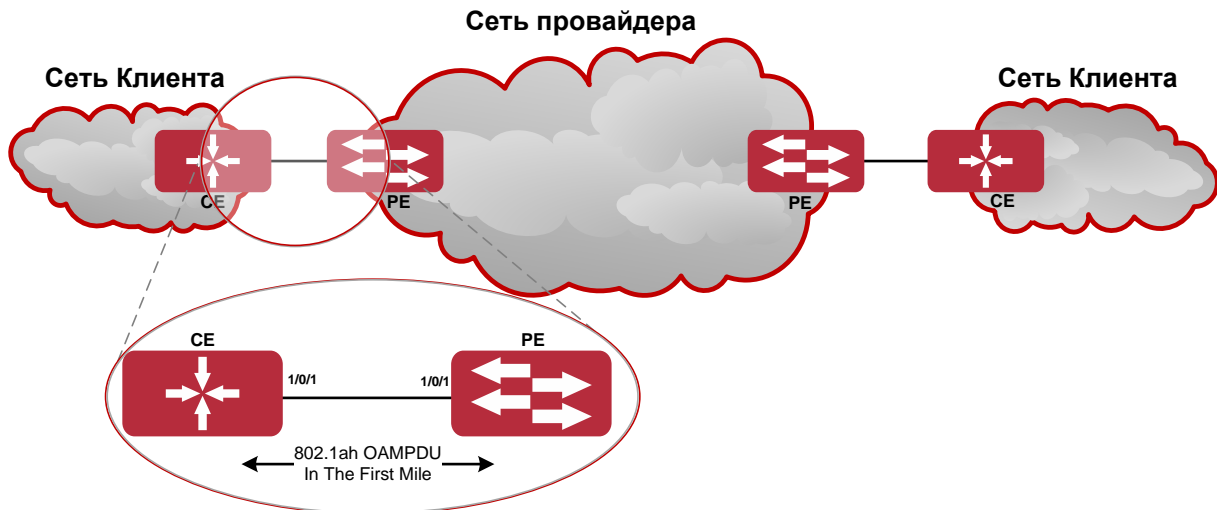 Сеть провайдера
Сеть Клиента
Сеть Клиента
CE
PE
PE
CE
CE
PE
1/0/1
1/0/1
802.1ah OAMPDU
In The First Mile